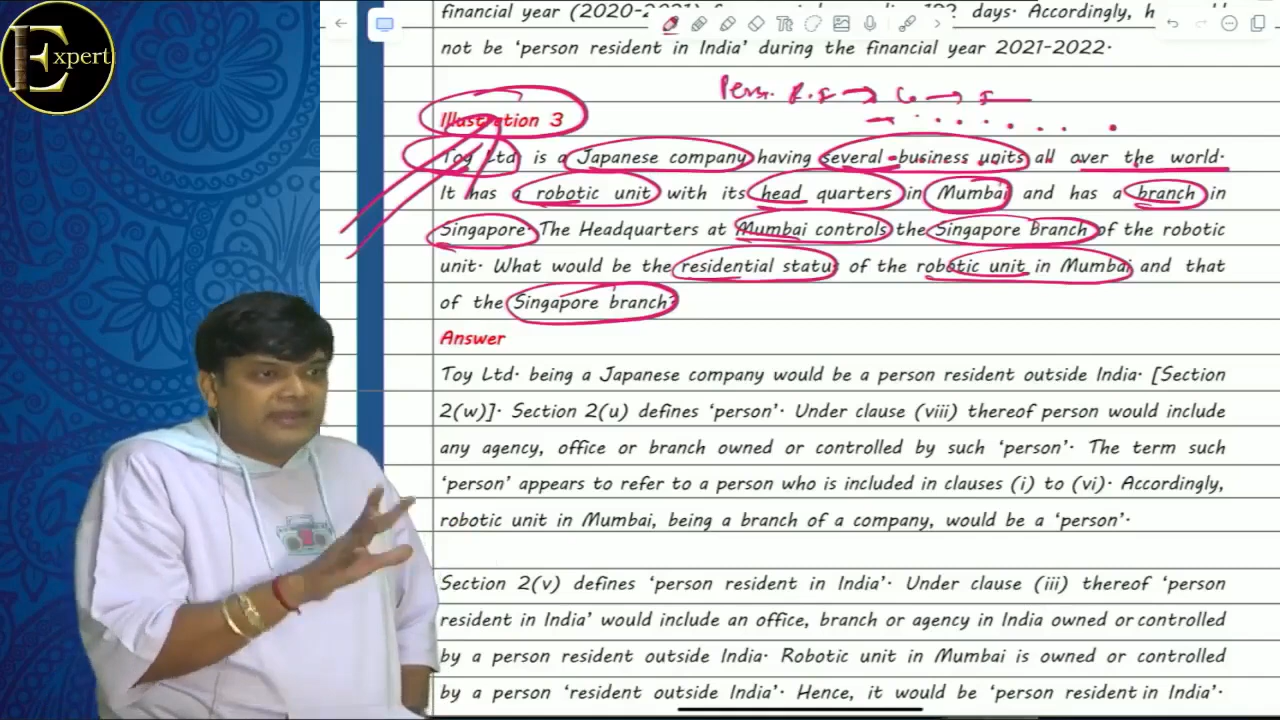 Expert
not be 'person resident in India' during the financial year 2021-2022.
Illustration 3
Toy Ltd is a Japanese company having several business units all over the world.
It has a robotic unit with its head quarters in Mumbai and has a branch in
Singapore. The Headquarters at Mumbai controls the Singapore Branch of the robotic
unit. What would be the residential status of the robotic unit in Mumbai and that
of the Singapore branch?
Answer
Toy Ltd. being a Japanese company would be a person resident outside India. [Section
2(w)]. Section 2(u) defines 'person'. Under clause (viii) thereof person would include
any agency, office or branch owned or controlled by such 'person'. The term such
'person' appears to refer to a person who is included in clauses (i) to (vi). Accordingly,
robotic unit in Mumbai, being a branch of a company, would be a 'person'.
Section 2(v) defines 'person resident in India'. Under clause (iii) thereof 'person
resident in India' would include an office, branch or agency in India owned or controlled
by a person resident outside India. Robotic unit in Mumbai is owned or controlled
by a person 'resident outside India'. Hence, it would be 'person resident in India'.